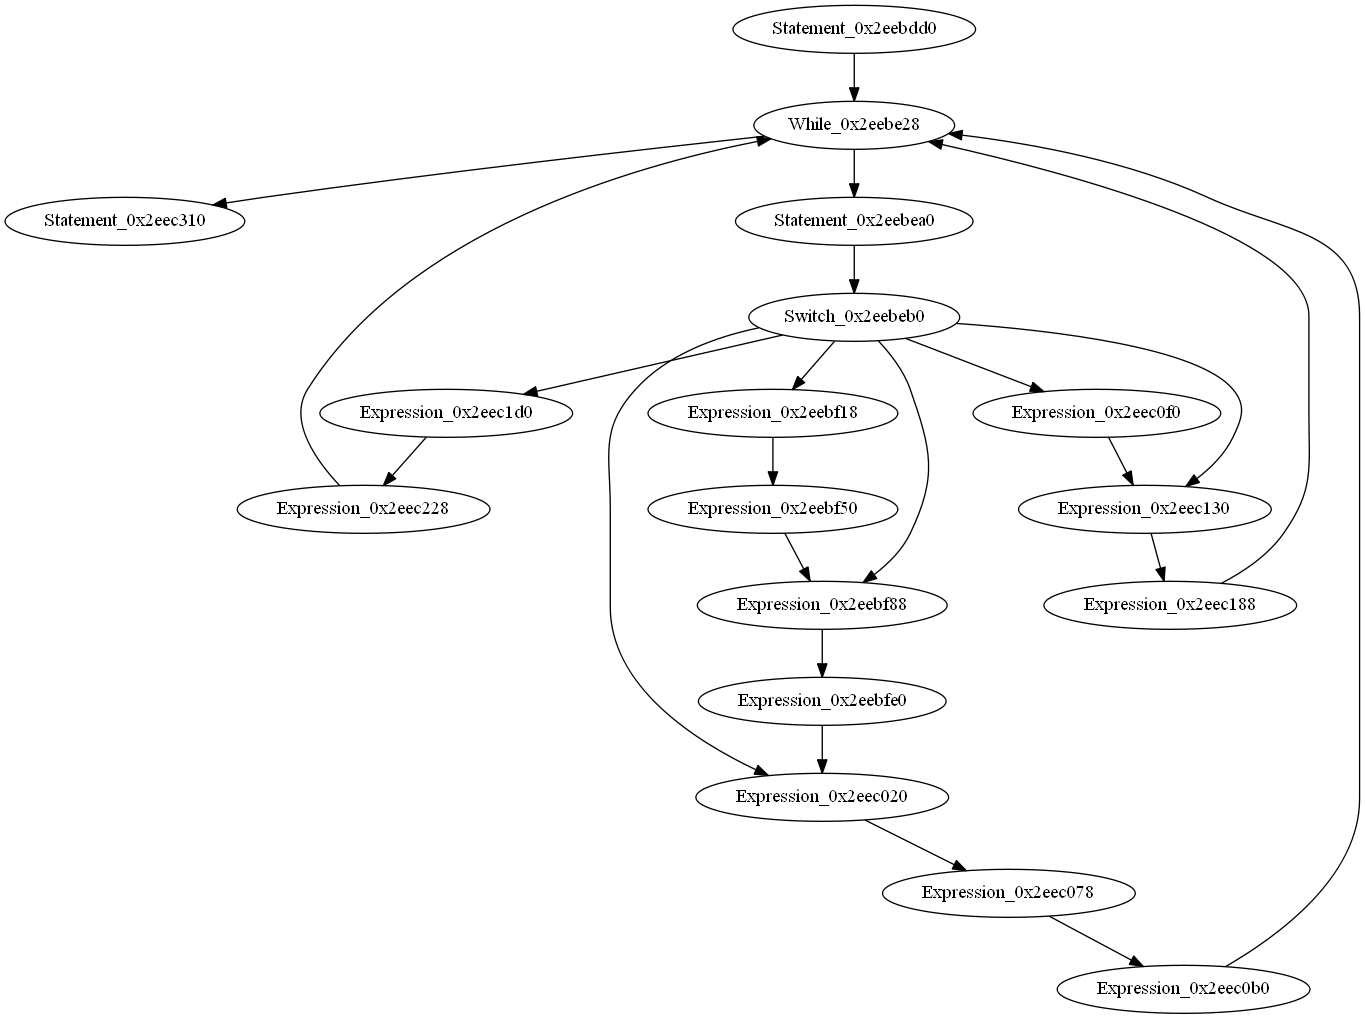 Statement_0x2eebdd0
While_0x2eebe28
Statement_0x2eec310
Statement_0x2eebea0
Switch_0x2eebeb0
Expression_0x2eec1d0
Expression_0x2eebf18
Expression_0x2eec0f0
Expression_0x2eec228
Expression_0x2eebf50
Expression_0x2eec130
Expression_0x2eebf88
Expression_0x2eec188
Expression_0x2eebfe0
Expression_0x2eec020
Expression_0x2eec078
Expression_0x2eec0b0